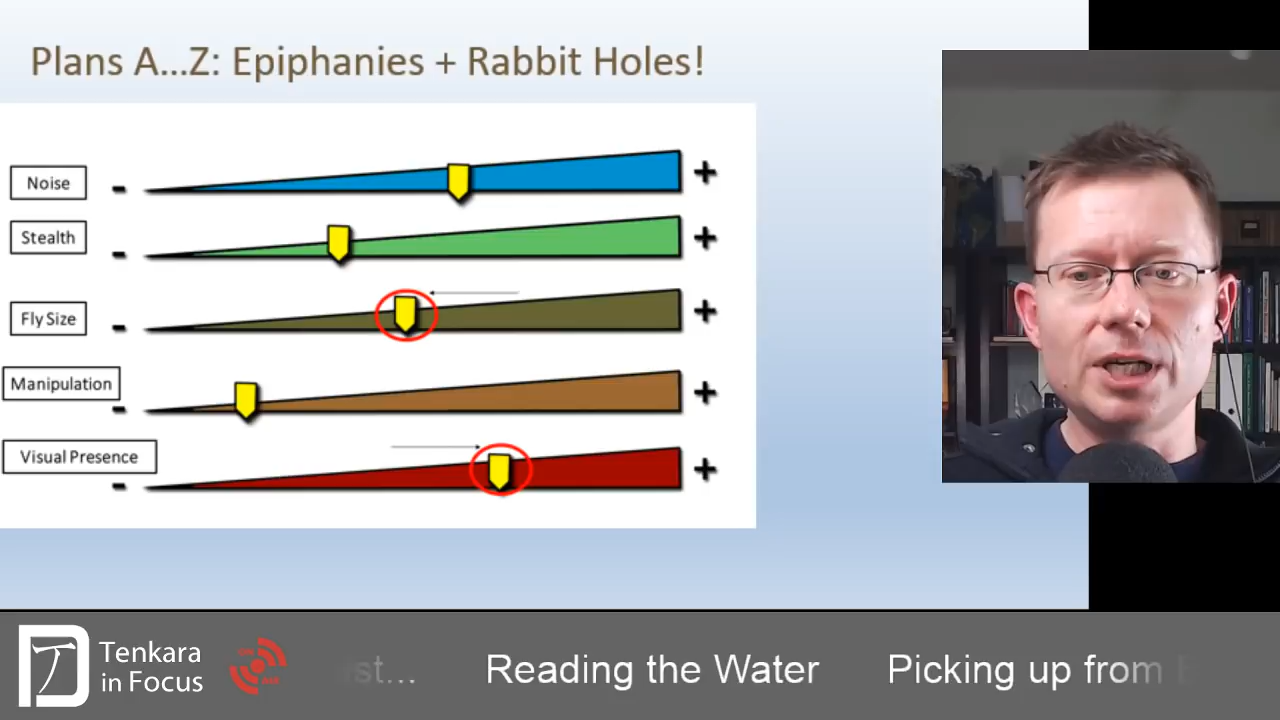 Plans A...Z: Epiphanies + Rabbit Holes!
Noise - +
Stealth - +
Fly Size - +
Manipulation - +
Visual Presence - +
Tenkara
in Focus
Reading the Water
Picking up from